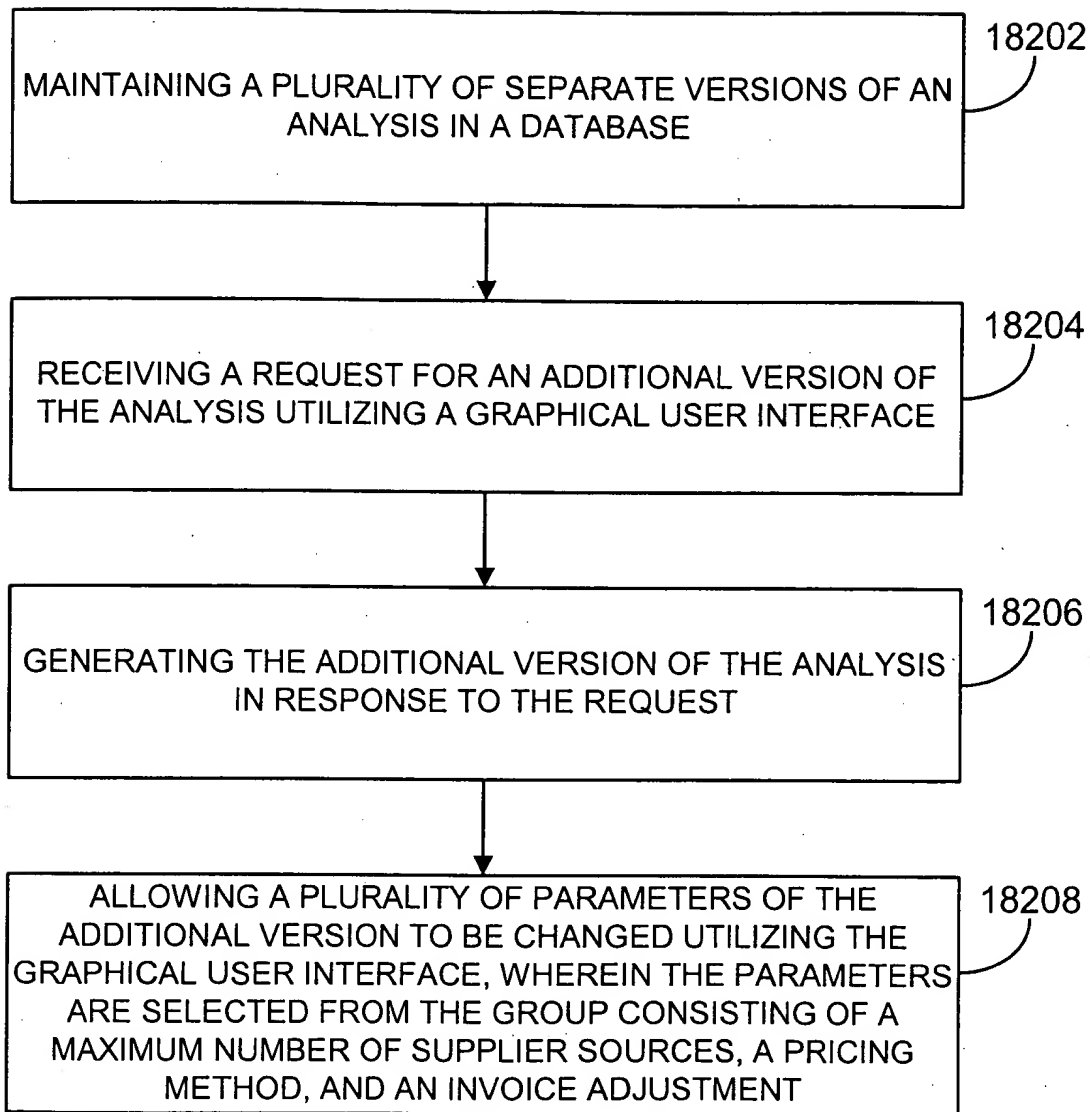 18202
MAINTAINING A PLURALITY OF SEPARATE VERSIONS OF AN
ANALYSIS IN A DATABASE
18204
RECEIVING A REQUEST FOR AN ADDITIONAL VERSION OF
THE ANALYSIS UTILIZING A GRAPHICAL USER INTERFACE
18206
GENERATING THE ADDITIONAL VERSION OF THE ANALYSIS
IN RESPONSE TO THE REQUEST
18208
ALLOWING A PLURALITY OF PARAMETERS OF THE
ADDITIONAL VERSION TO BE CHANGED UTILIZING THE
GRAPHICAL USER INTERFACE, WHEREIN THE PARAMETERS
ARE SELECTED FROM THE GROUP CONSISTING OF A
MAXIMUM NUMBER OF SUPPLIER SOURCES, A PRICING
METHOD, AND AN INVOICE ADJUSTMENT